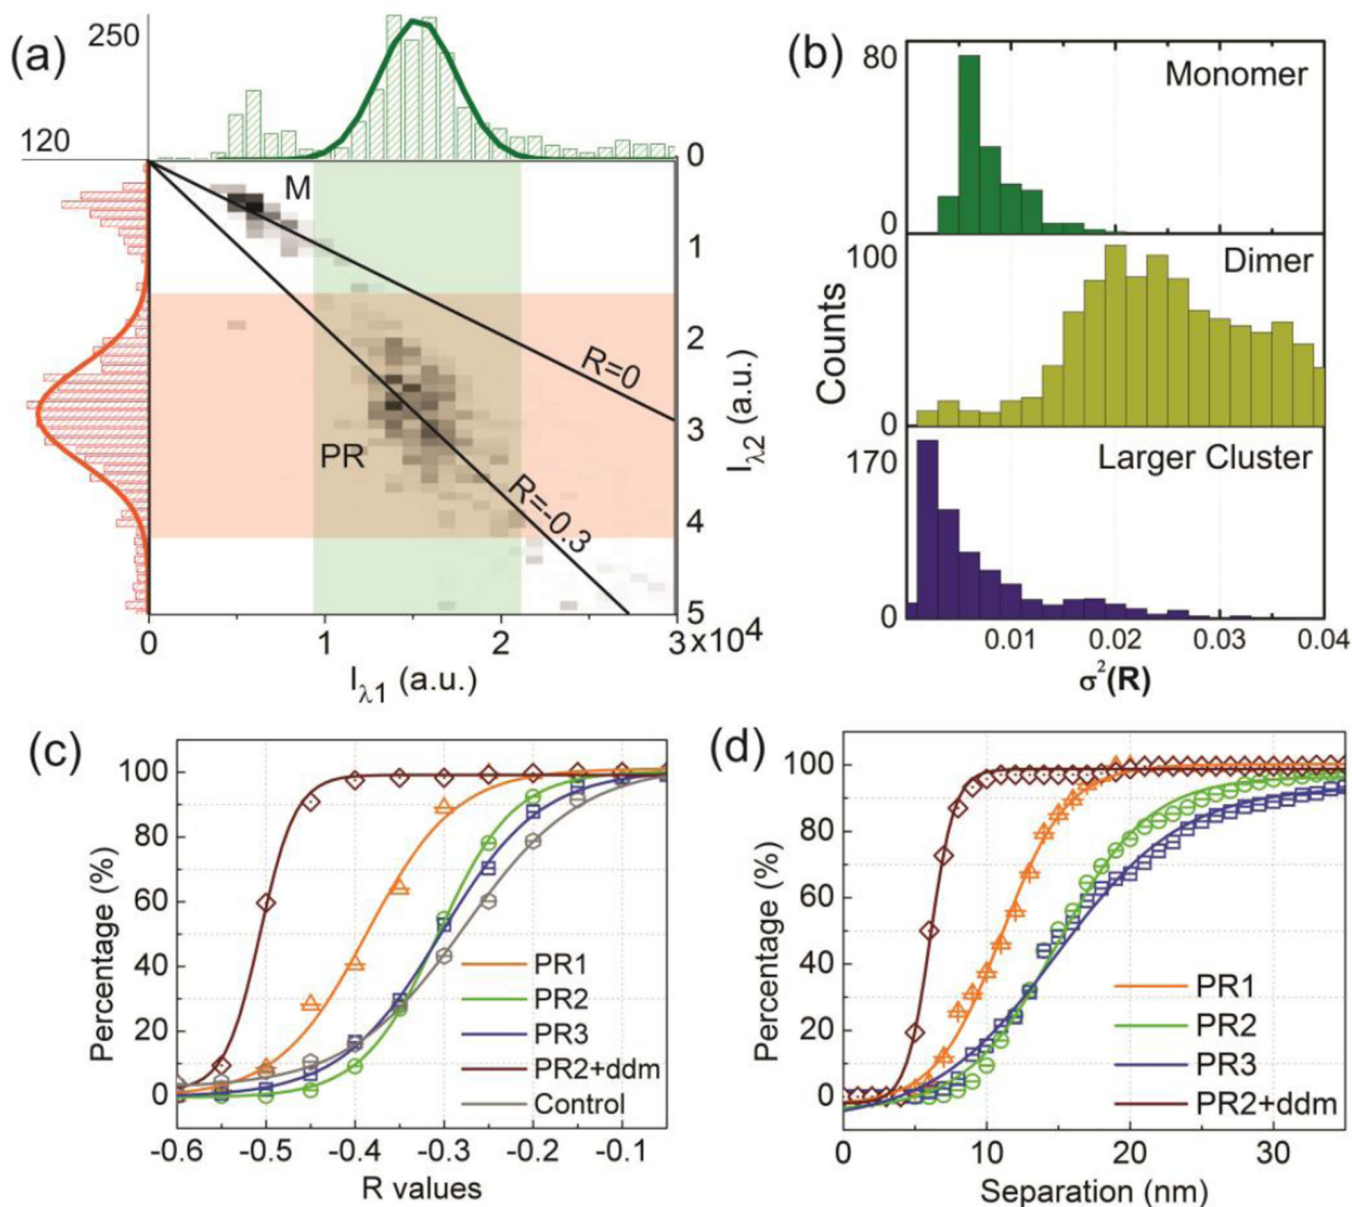 (a)
250
120
0
M
1
2
R=0
3
PR
R=-0.3
4
5
I λ2 (a.u.)
0 1 2 3x10⁴
I λ1 (a.u.)
(b)
80
Monomer
0
100
Dimer
0
170
Larger Cluster
0
Counts
0.01 0.02 0.03 0.04
σ²(R)
(c)
100
80
60
40
20
0
Percentage (%)
PR1
PR2
PR3
PR2+ddm
Control
-0.6 -0.5 -0.4 -0.3 -0.2 -0.1
R values
(d)
100
80
60
40
20
0
Percentage (%)
PR1
PR2
PR3
PR2+ddm
0 10 20 30
Separation (nm)